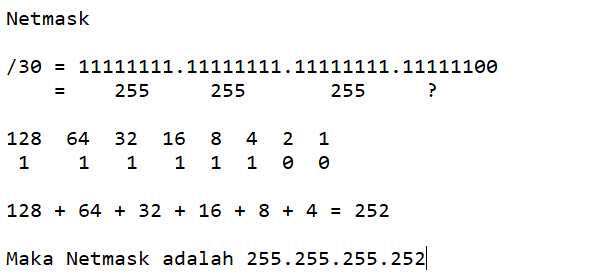 Netmask
/30 = 11111111.11111111.11111111.11111100
= 255 255 255 ?
128 64 32 16 8 4 2 1
1 1 1 1 1 1 0 0
128 + 64 + 32 + 16 + 8 + 4 = 252
Maka Netmask adalah 255.255.255.252